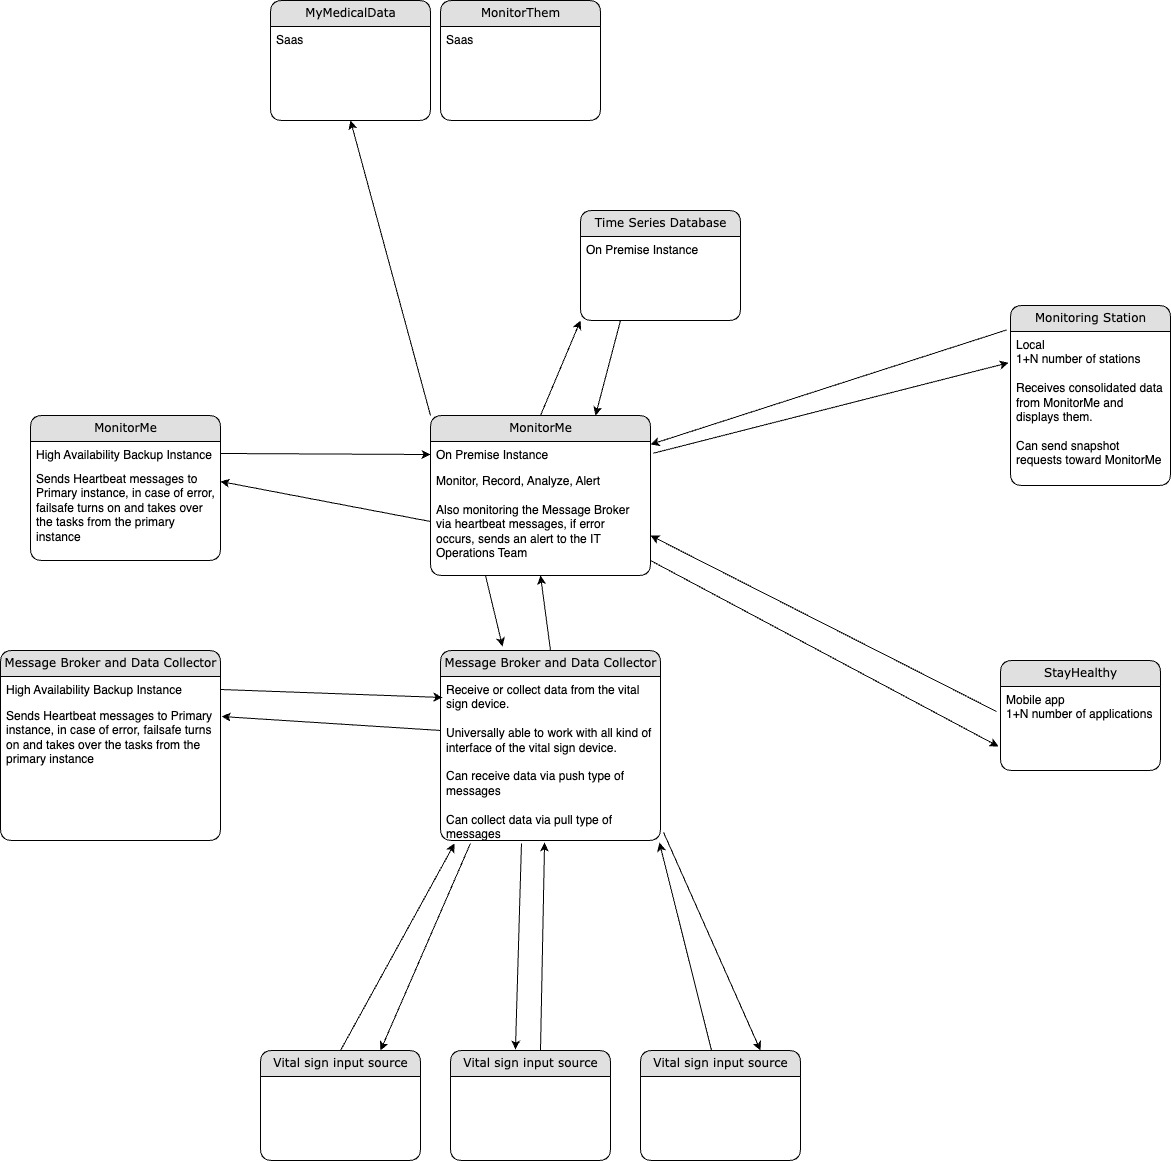 MyMedicalData
Saas
MonitorThem
Saas
Time Series Database
On Premise Instance
Monitoring Station
Local
1+N number of stations
Receives consolidated data
from MonitorMe and
displays them.
Can send snapshot
requests toward MonitorMe
MonitorMe
High Availability Backup Instance
Sends Heartbeat messages to
Primary instance, in case of error,
failsafe turns on and takes over
the tasks from the primary
instance
MonitorMe
On Premise Instance
Monitor, Record, Analyze, Alert
Also monitoring the Message Broker
via heartbeat messages, if error
occurs, sends an alert to the IT
Operations Team
Message Broker and Data Collector
High Availability Backup Instance
Sends Heartbeat messages to Primary
instance, in case of error, failsafe turns
on and takes over the tasks from the
primary instance
Message Broker and Data Collector
Receive or collect data from the vital
sign device.
Universally able to work with all kind of
interface of the vital sign device.
Can receive data via push type of
messages
Can collect data via pull type of
messages
StayHealthy
Mobile app
1+N number of applications
Vital sign input source
Vital sign input source
Vital sign input source